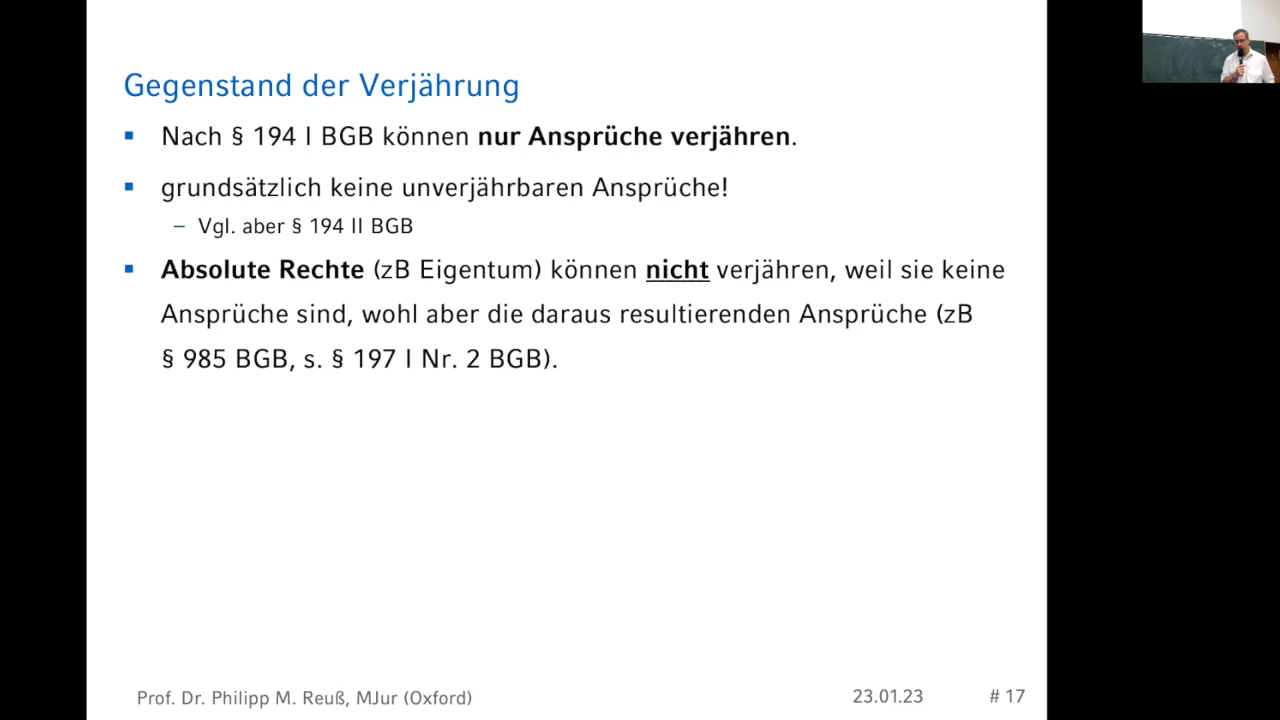 Gegenstand der Verjährung
▪ Nach § 194 I BGB können nur Ansprüche verjähren.
▪ grundsätzlich keine unverjährbaren Ansprüche!
– Vgl. aber § 194 II BGB
▪ Absolute Rechte (zB Eigentum) können nicht verjähren, weil sie keine
Ansprüche sind, wohl aber die daraus resultierenden Ansprüche (zB
§ 985 BGB, s. § 197 I Nr. 2 BGB).
Prof. Dr. Philipp M. Reuß, MJur (Oxford) 23.01.23 # 17